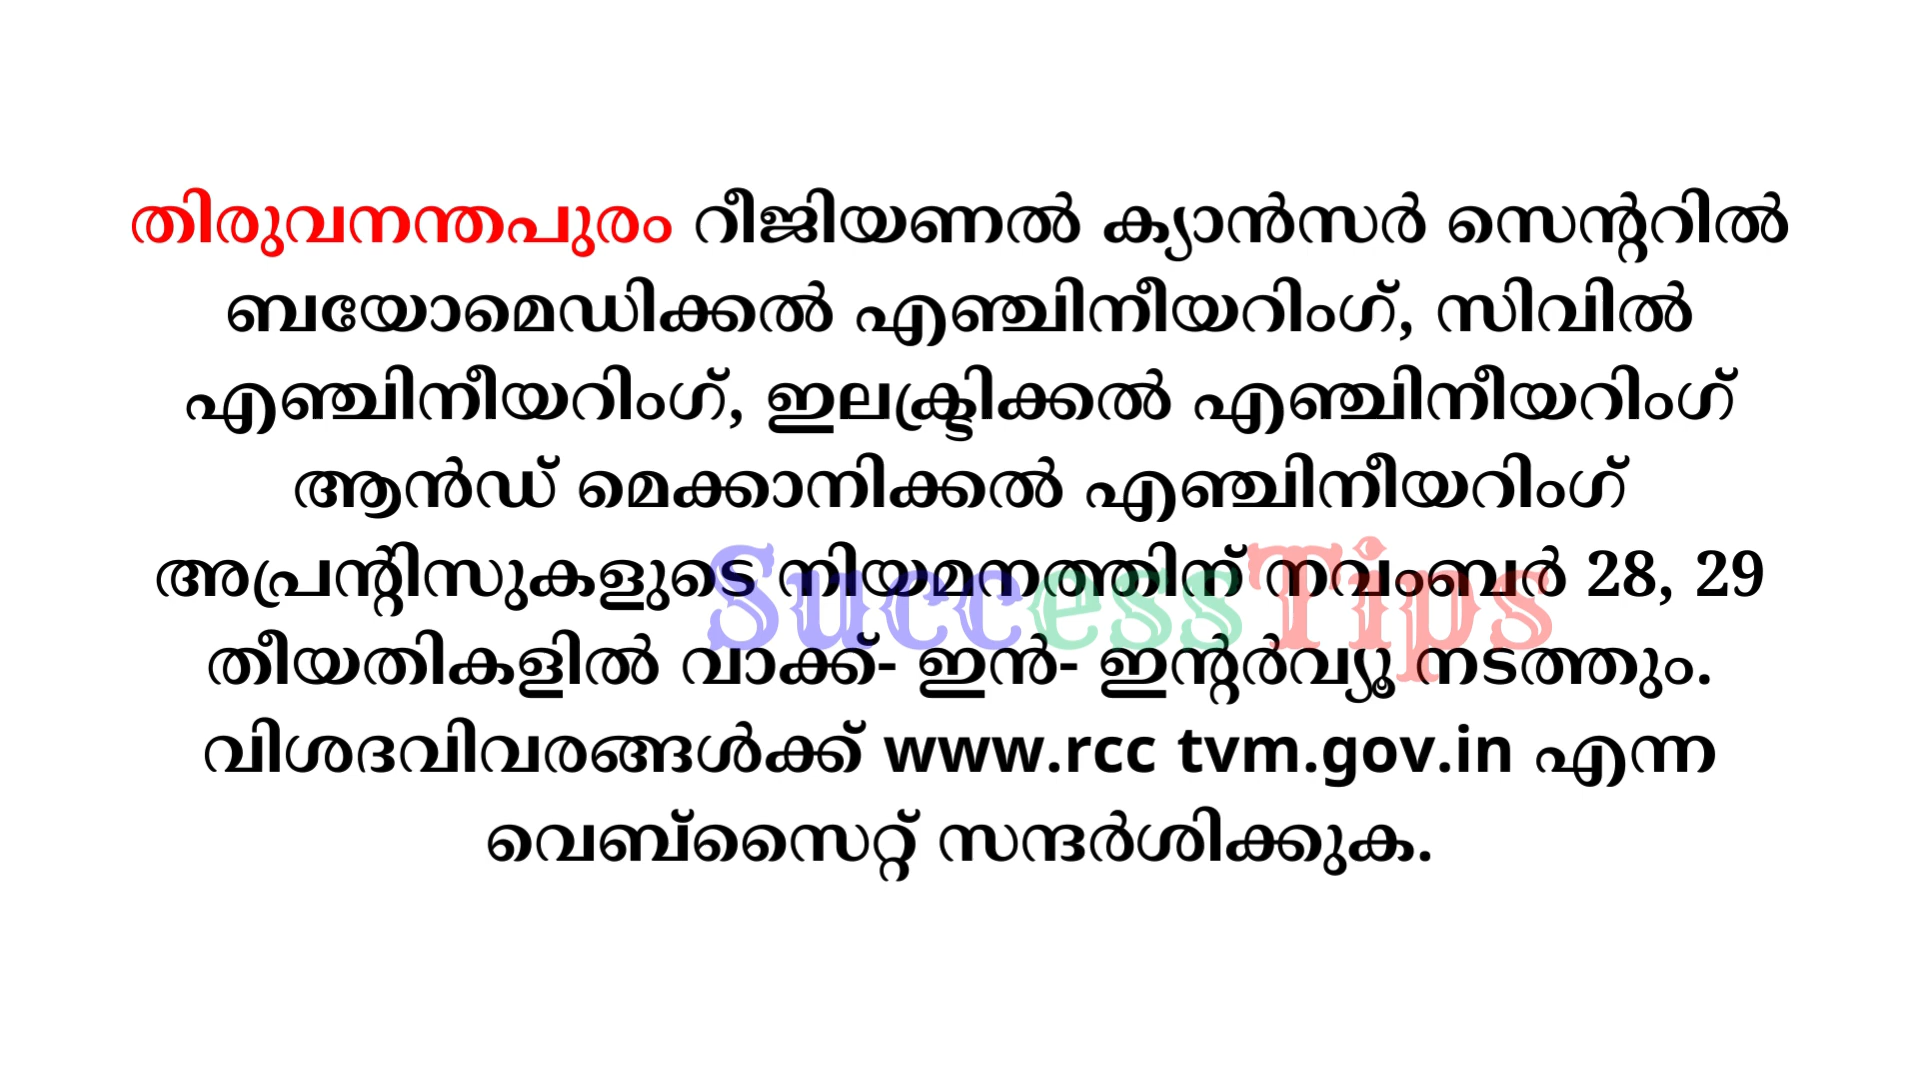 തിരുവനന്തപുരം റീജിയണൽ ക്യാൻസർ സെന്ററിൽ
ബയോമെഡിക്കൽ എഞ്ചിനീയറിംഗ്, സിവിൽ
എഞ്ചിനീയറിംഗ്, ഇലക്ട്രിക്കൽ എഞ്ചിനീയറിംഗ്
ആൻഡ് മെക്കാനിക്കൽ എഞ്ചിനീയറിംഗ്
അപ്രന്റിസുകളുടെ നിയമനത്തിന് നവംബർ 28, 29
SuccessTips
തീയതികളിൽ വാക്ക്- ഇൻ- ഇന്റർവ്യൂ നടത്തും.
വിശദവിവരങ്ങൾക്ക് www.rcc tvm.gov.in എന്ന
വെബ്സൈറ്റ് സന്ദർശിക്കുക.